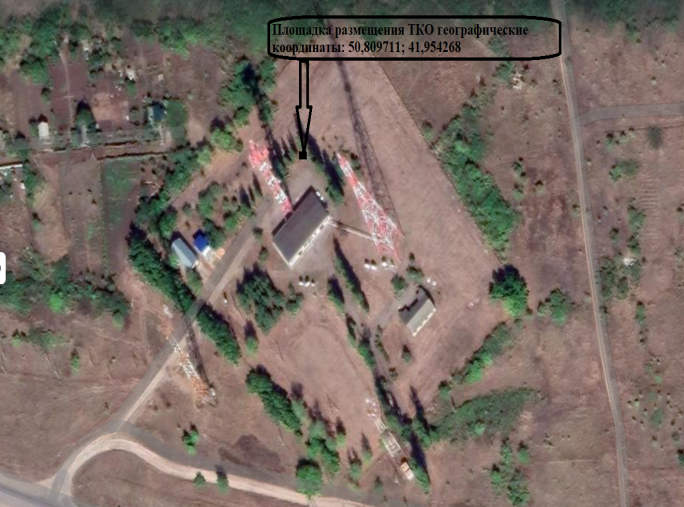 Площадка размещения ТКО географические
координаты: 50,809711; 41,954268